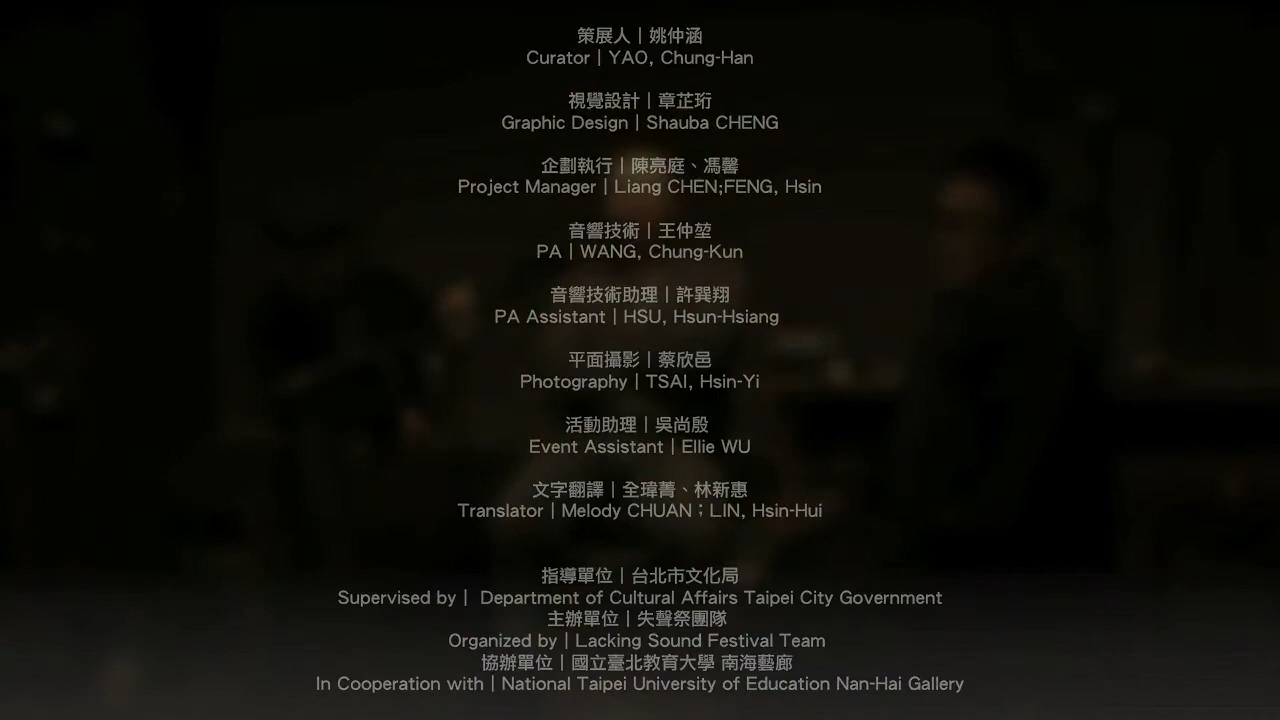 策展人｜姚仲涵
Curator | YAO, Chung-Han
視覺設計｜章芷珩
Graphic Design | Shauba CHENG
企劃執行｜陳亮庭、馮馨
Project Manager | Liang CHEN;FENG, Hsin
音響技術｜王仲堃
PA | WANG, Chung-Kun
音響技術助理｜許巽翔
PA Assistant | HSU, Hsun-Hsiang
平面攝影｜蔡欣邑
Photography | TSAI, Hsin-Yi
活動助理｜吳尚殷
Event Assistant | Ellie WU
文字翻譯｜全瑋菁、林新惠
Translator | Melody CHUAN；LIN, Hsin-Hui
指導單位｜台北市文化局
Supervised by | Department of Cultural Affairs Taipei City Government
主辦單位｜失聲祭團隊
Organized by | Lacking Sound Festival Team
協辦單位｜國立臺北教育大學 南海藝廊
In Cooperation with | National Taipei University of Education Nan-Hai Gallery